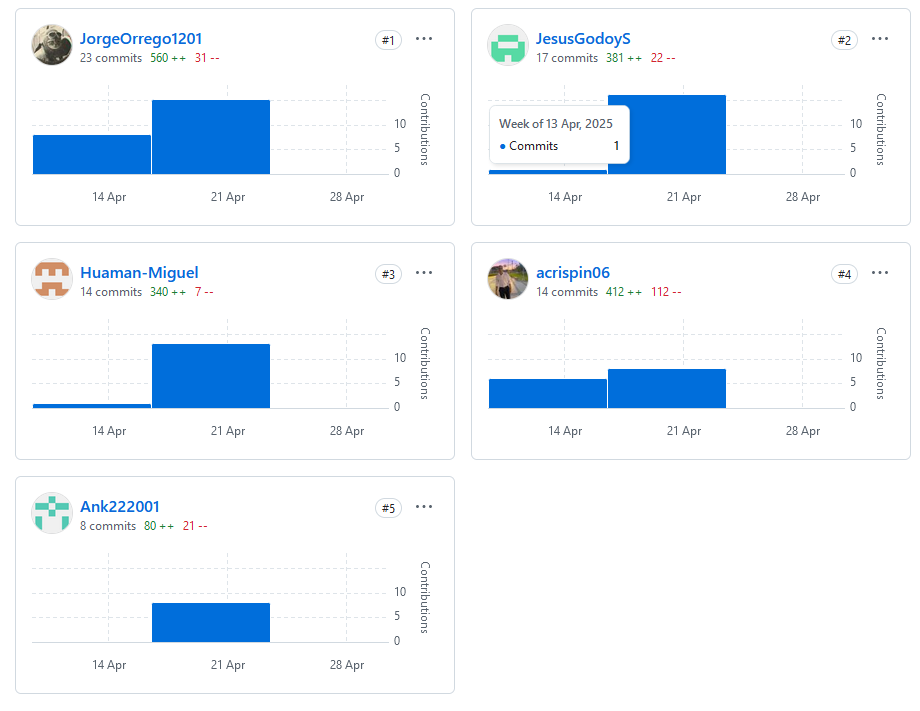 JorgeOrrego1201 #1 ...
23 commits 560 ++ 31 --
Contributions
10
5
0
14 Apr 21 Apr 28 Apr
JesusGodoyS #2 ...
17 commits 381 ++ 22 --
Contributions
Week of 13 Apr, 2025
Commits 1
10
5
0
14 Apr 21 Apr 28 Apr
Huaman-Miguel #3 ...
14 commits 340 ++ 7 --
Contributions
10
5
0
14 Apr 21 Apr 28 Apr
acrispin06 #4 ...
14 commits 412 ++ 112 --
Contributions
10
5
0
14 Apr 21 Apr 28 Apr
Ank222001 #5 ...
8 commits 80 ++ 21 --
Contributions
10
5
0
14 Apr 21 Apr 28 Apr